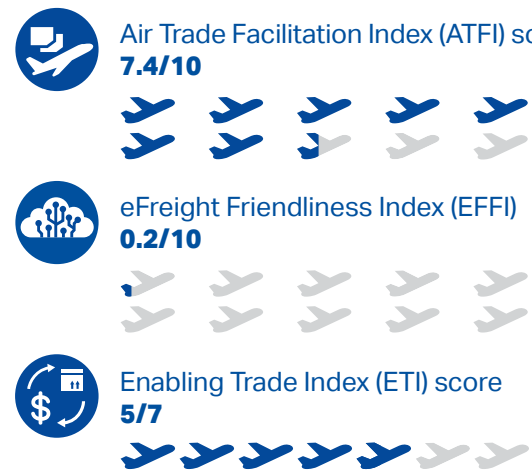 Air Trade Facilitation Index (ATFI)
7.4/10
eFreight Friendliness Index (EFFI)
0.2/10
$
Enabling Trade Index (ETI) score
5/7